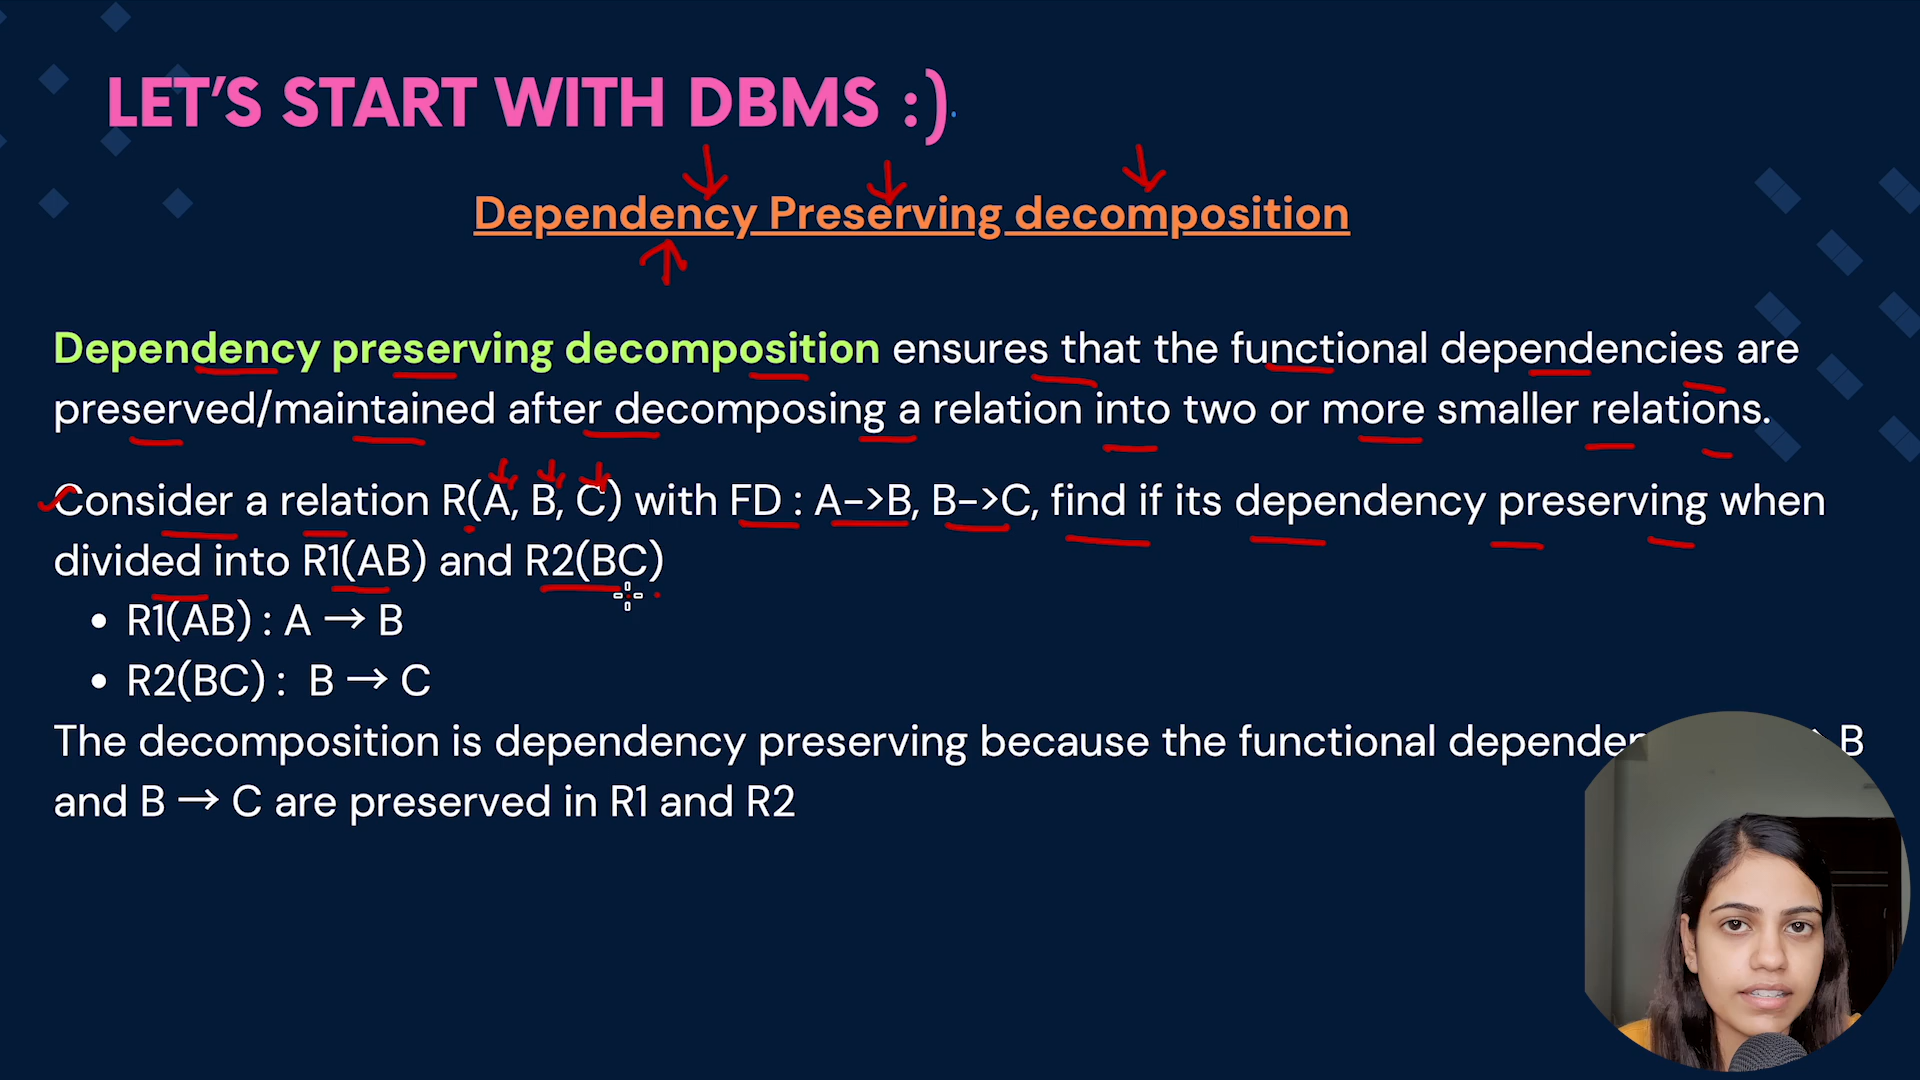 LET'S START WITH DBMS :)
Dependency Preserving decomposition
Dependency preserving decomposition ensures that the functional dependencies are
preserved/maintained after decomposing a relation into two or more smaller relations.
Consider a relation R(A, B, C) with FD : A->B, B->C, find if its dependency preserving when
divided into R1(AB) and R2(BC)
• R1(AB) : A → B
• R2(BC) : B → C
The decomposition is dependency preserving because the functional B
and B → C are preserved in R1 and R2